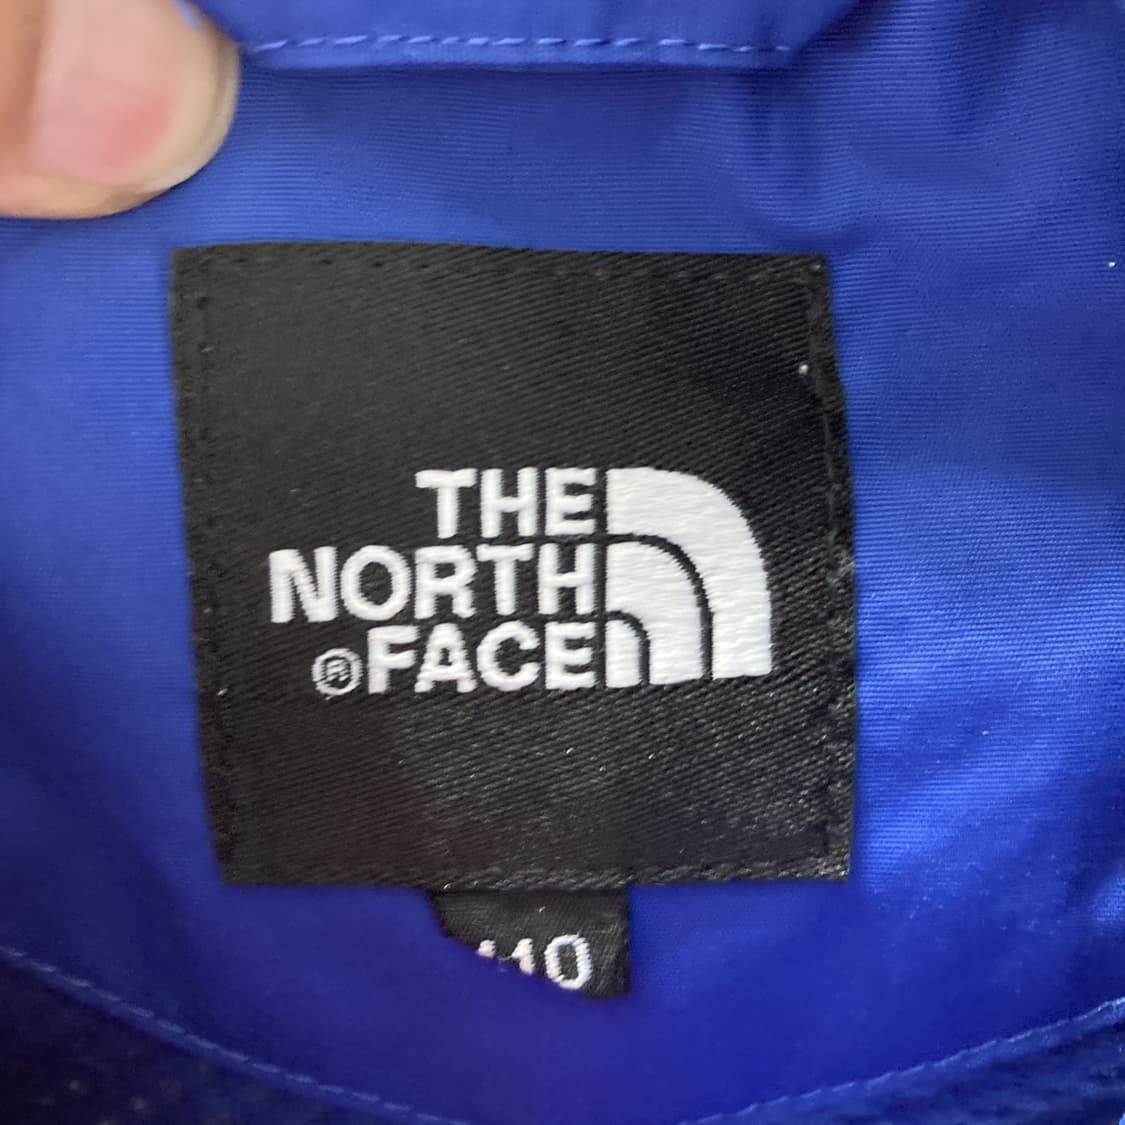 THE
NORTH
®FACE
110